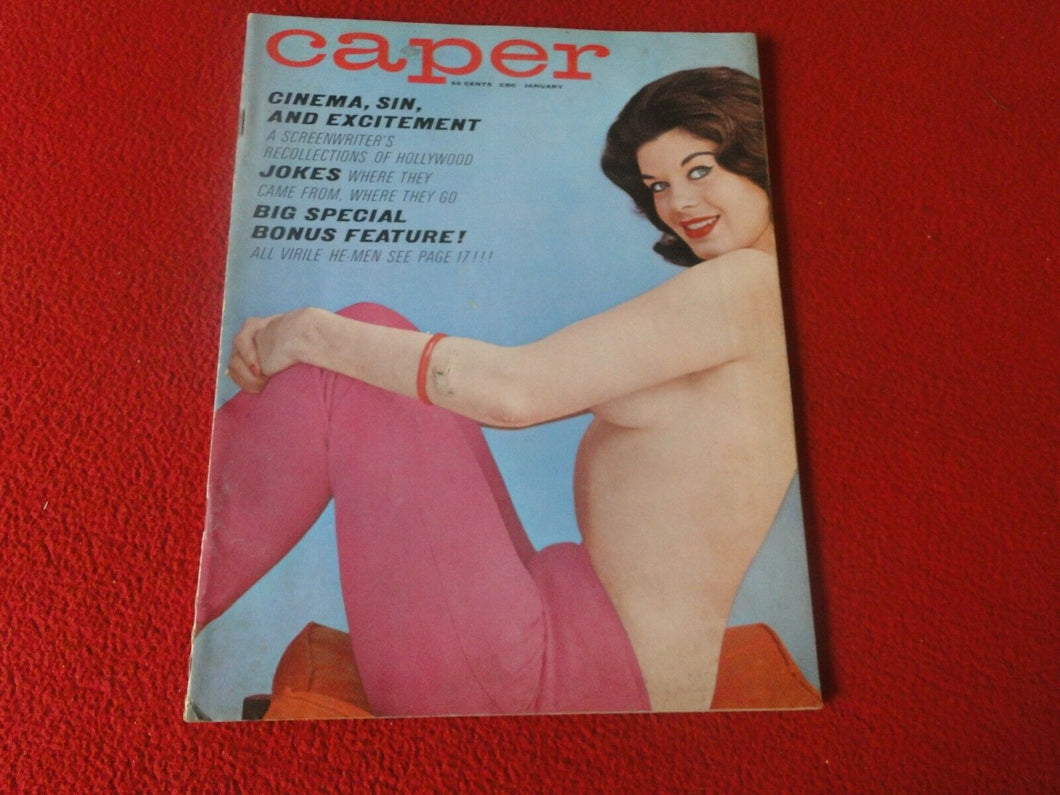 caper
50 CENTS CDC JANUARY
CINEMA, SIN,
AND EXCITEMENT
A SCREENWRITER'S
RECOLLECTIONS OF HOLLYWOOD
JOKES WHERE THEY
CAME FROM, WHERE THEY GO
BIG SPECIAL
BONUS FEATURE!
ALL VIRILE HE-MEN SEE PAGE 17!!!